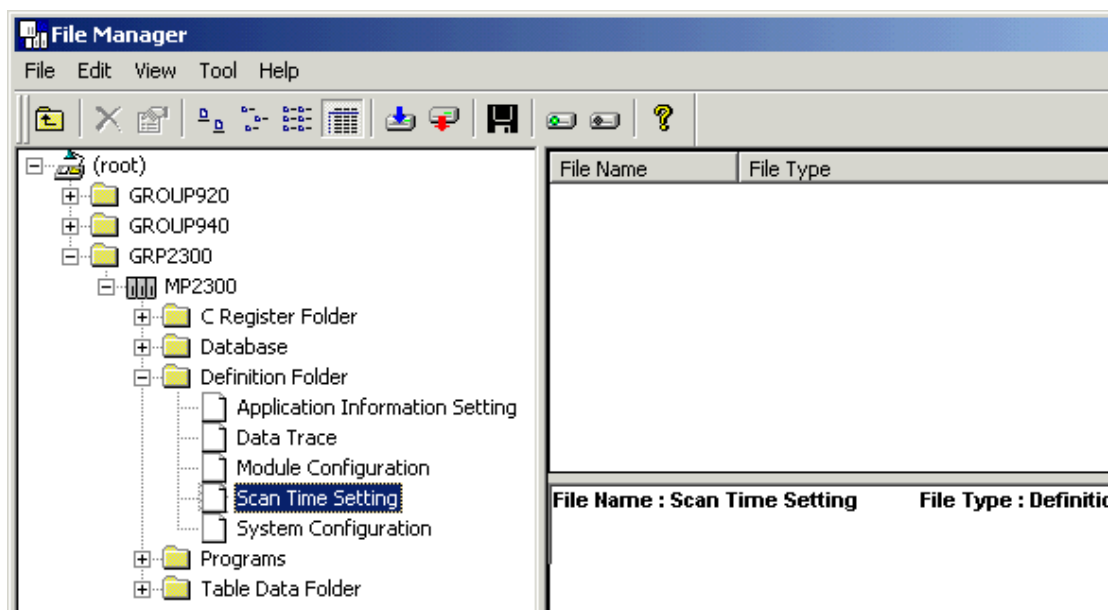 File Manager
File Edit View Tool Help
(root)
GROUP920
GROUP940
GRP2300
MP2300
C Register Folder
Database
Definition Folder
Application Information Setting
Data Trace
Module Configuration
Scan Time Setting
System Configuration
Programs
Table Data Folder
File Name File Type
File Name : Scan Time Setting File Type : Definitio